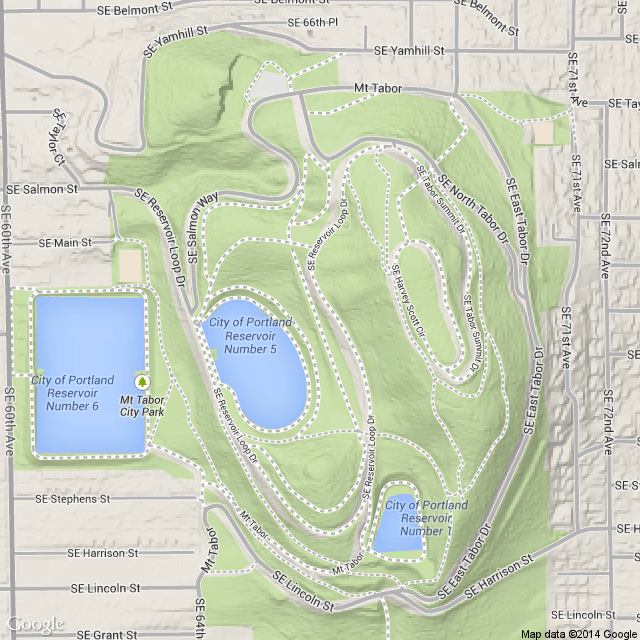 SE Belmont St
SE Belmont St
SE Belmont St
SE 66th Pl
SE Yamhill St
SE Yamhill St
SE 71st Ave
Mt Tabor
SE Taylor Ct
SE Salmon St
SE Salmon Way
SE Reservoir Loop Dr
SE Reservoir Loop Dr
SE Tabor Summit Dr
SE North Tabor Dr
SE East Tabor Dr
SE 71st Ave
SE 72nd Ave
SE 60th Ave
SE Main St
SE Harvey Scott Cir
SE Tabor Summit Dr
City of Portland
Reservoir
Number 5
City of Portland
Reservoir
Number 6
Mt Tabor
City Park
SE East Tabor Dr
SE 71st Ave
SE 72nd Ave
SE 60th Ave
SE Reservoir Loop Dr
SE Reservoir Loop Dr
SE Stephens St
City of Portland
Reservoir
Number 1
Mt Tabor
Mt Tabor
Mt Tabor
SE Harrison St
SE East Tabor Dr
SE Harrison St
SE Lincoln St
SE Lincoln St
SE 64th
SE Lincoln St
SE Grant St
Google
Map data ©2014 Google